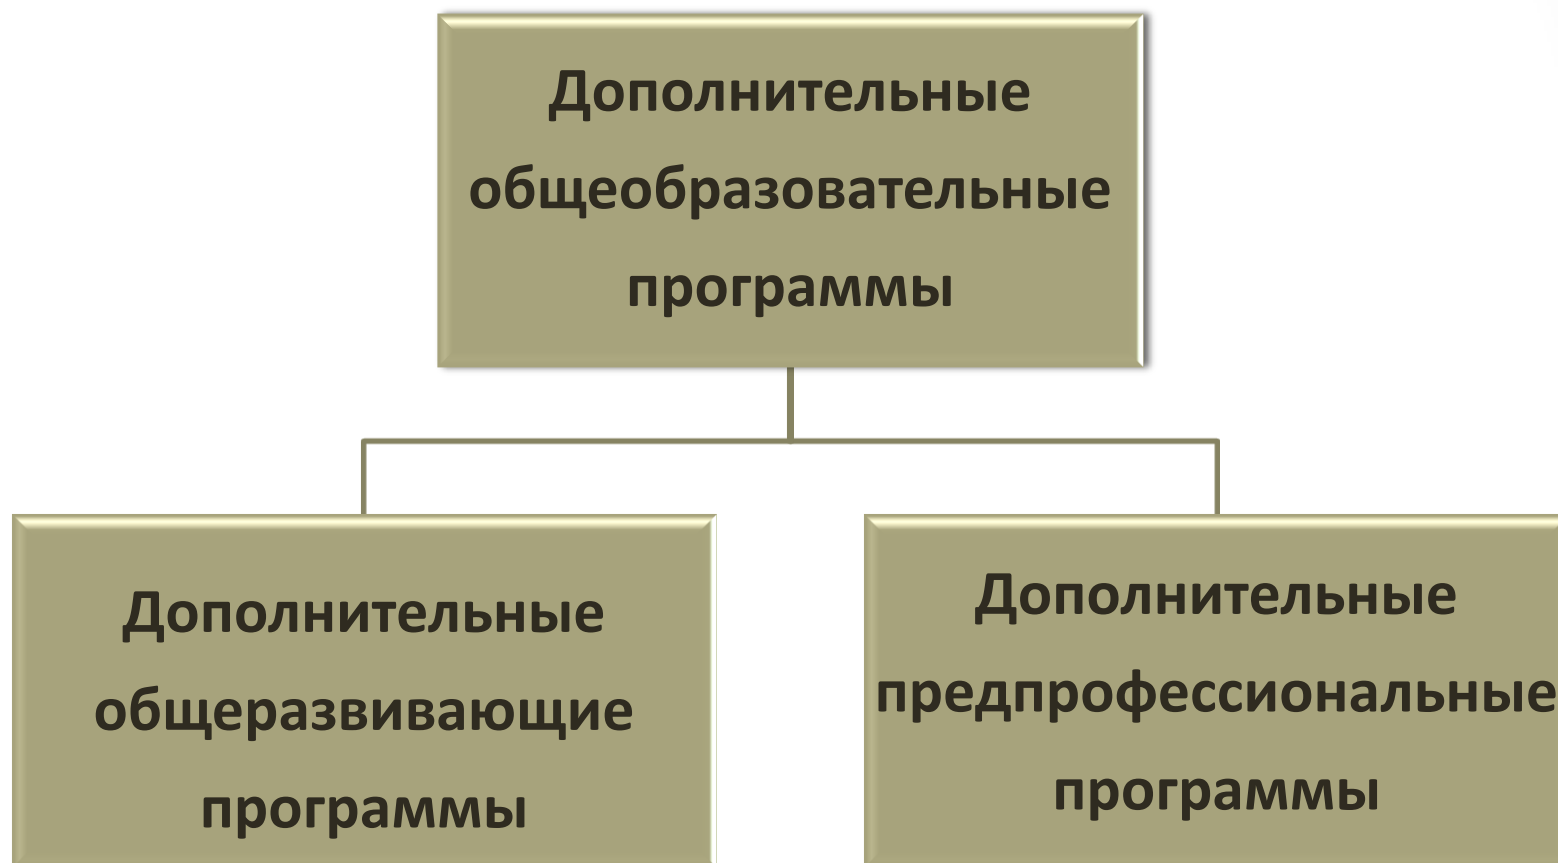 Дополнительные
общеобразовательные
программы
Дополнительные
общеразвивающие
программы
Дополнительные
предпрофессиональные
программы